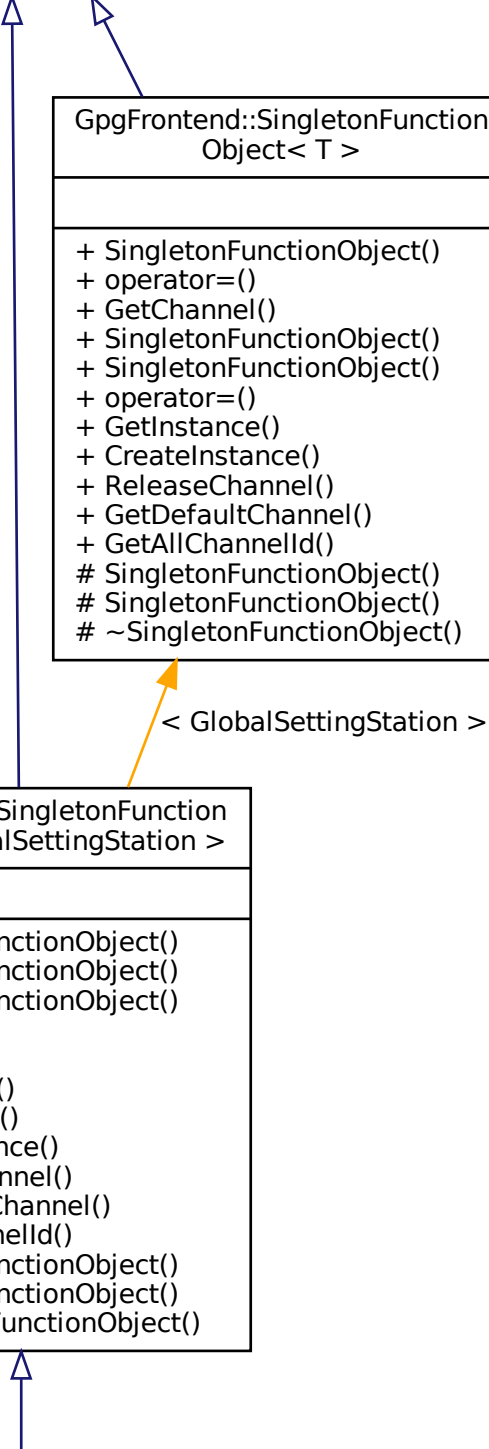 GpgFrontend::SingletonFunction
Object< T >
+ SingletonFunctionObject()
+ operator=()
+ GetChannel()
+ SingletonFunctionObject()
+ SingletonFunctionObject()
+ operator=()
+ GetInstance()
+ CreateInstance()
+ ReleaseChannel()
+ GetDefaultChannel()
+ GetAllChannelId()
# SingletonFunctionObject()
# SingletonFunctionObject()
# ~SingletonFunctionObject()
< GlobalSettingStation >
SingletonFunction
alSettingStation >
nctionObject()
nctionObject()
nctionObject()
()
()
nce()
nnel()
Channel()
nelId()
nctionObject()
nctionObject()
FunctionObject()